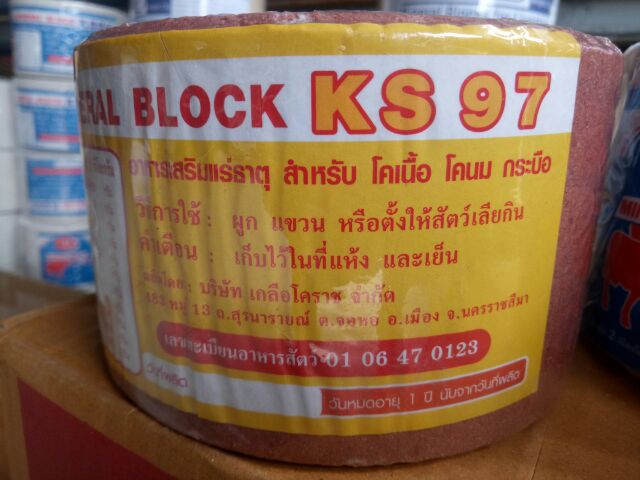 ERAL BLOCK KS 97
อาหารเสริมแร่ธาตุ สำหรับ โคเนื้อ โคนม กระบือ
วิธีการใช้ : ผูก แขวน หรือตั้งให้สัตว์เลียกิน
คำเตือน : เก็บไว้ในที่แห้ง และเย็น
ผลิตโดย : บริษัท เกลือโคราช จำกัด
183 หมู่ 13 ถ.สุรนารายณ์ ต.จอหอ อ.เมือง จ.นครราชสีมา
เลขทะเบียนอาหารสัตว์ 01 06 47 0123
วันที่ผลิต
วันหมดอายุ 1 ปี นับจากวันที่ผลิต